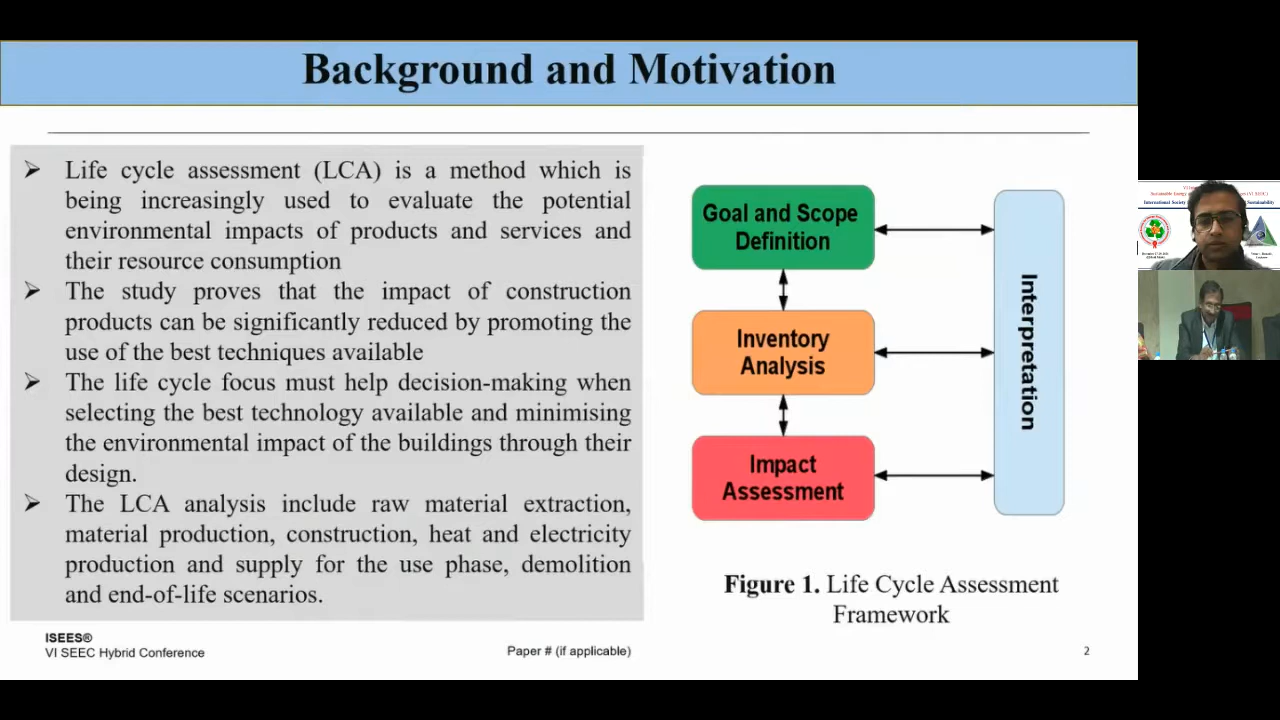 Background and Motivation
➢ Life cycle assessment (LCA) is a method which is
being increasingly used to evaluate the potential
environmental impacts of products and services and
their resource consumption
➢ The study proves that the impact of construction
products can be significantly reduced by promoting the
use of the best techniques available
➢ The life cycle focus must help decision-making when
selecting the best technology available and minimising
the environmental impact of the buildings through their
design.
➢ The LCA analysis include raw material extraction,
material production, construction, heat and electricity
production and supply for the use phase, demolition
and end-of-life scenarios.
Goal and Scope
Definition
Inventory
Analysis
Impact
Assessment
Interpretation
Figure 1. Life Cycle Assessment
Framework
ISEES®
VI SEEC Hybrid Conference
Paper # (if applicable)
2
Sustainable Energy
(VI SEEC)
International Society
Sustainability